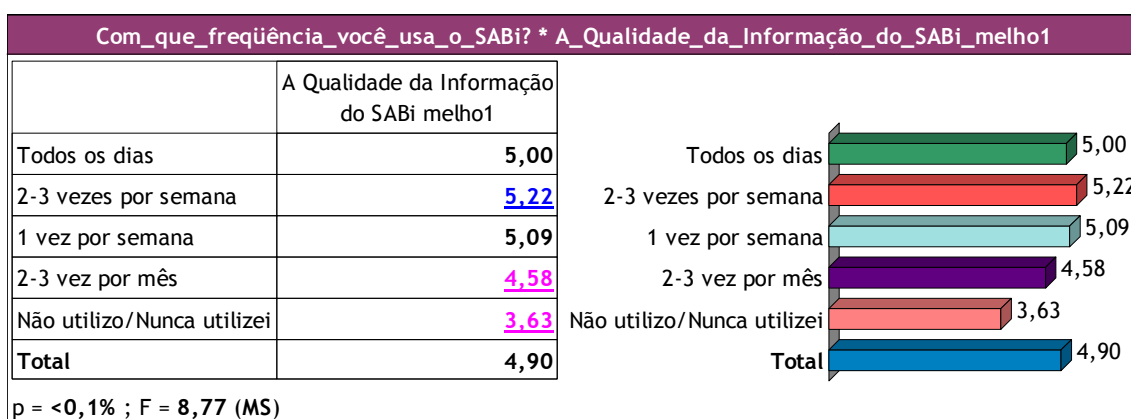 Com_que_freqüência_você_usa_o_SABi? * A_Qualidade_da_Informação_do_SABi_melho1
A Qualidade da Informação
do SABi melho1
Todos os dias 5,00
2-3 vezes por semana 5,22
1 vez por semana 5,09
2-3 vez por mês 4,58
Não utilizo/Nunca utilizei 3,63
Total 4,90
Todos os dias 5,00
2-3 vezes por semana 5,22
1 vez por semana 5,09
2-3 vez por mês 4,58
Não utilizo/Nunca utilizei 3,63
Total 4,90
p = <0,1% ; F = 8,77 (MS)